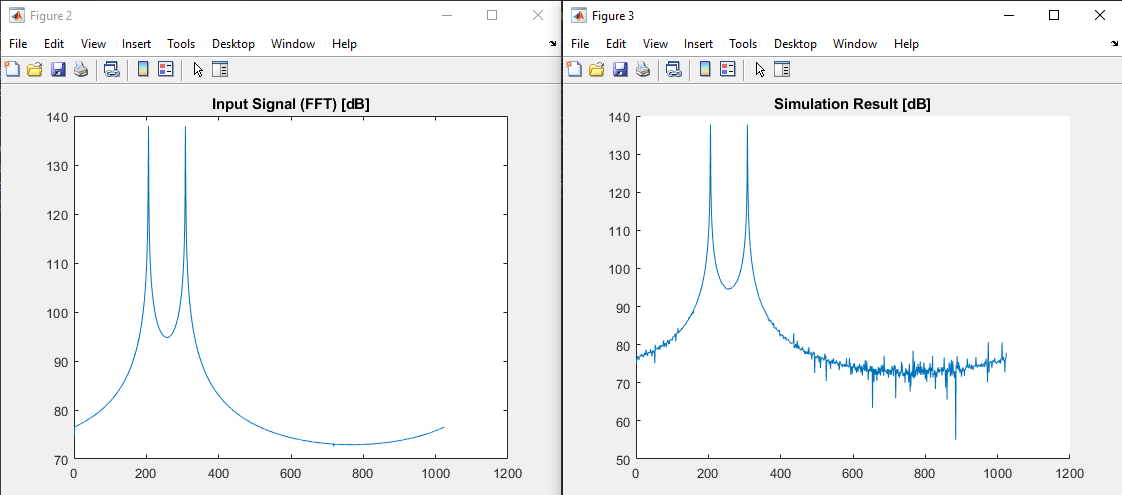 Figure 2
File Edit View Insert Tools Desktop Window Help
Input Signal (FFT) [dB]
140
130
120
110
100
90
80
70
0 200 400 600 800 1000 1200
Figure 3
File Edit View Insert Tools Desktop Window Help
Simulation Result [dB]
140
130
120
110
100
90
80
70
60
50
0 200 400 600 800 1000 1200